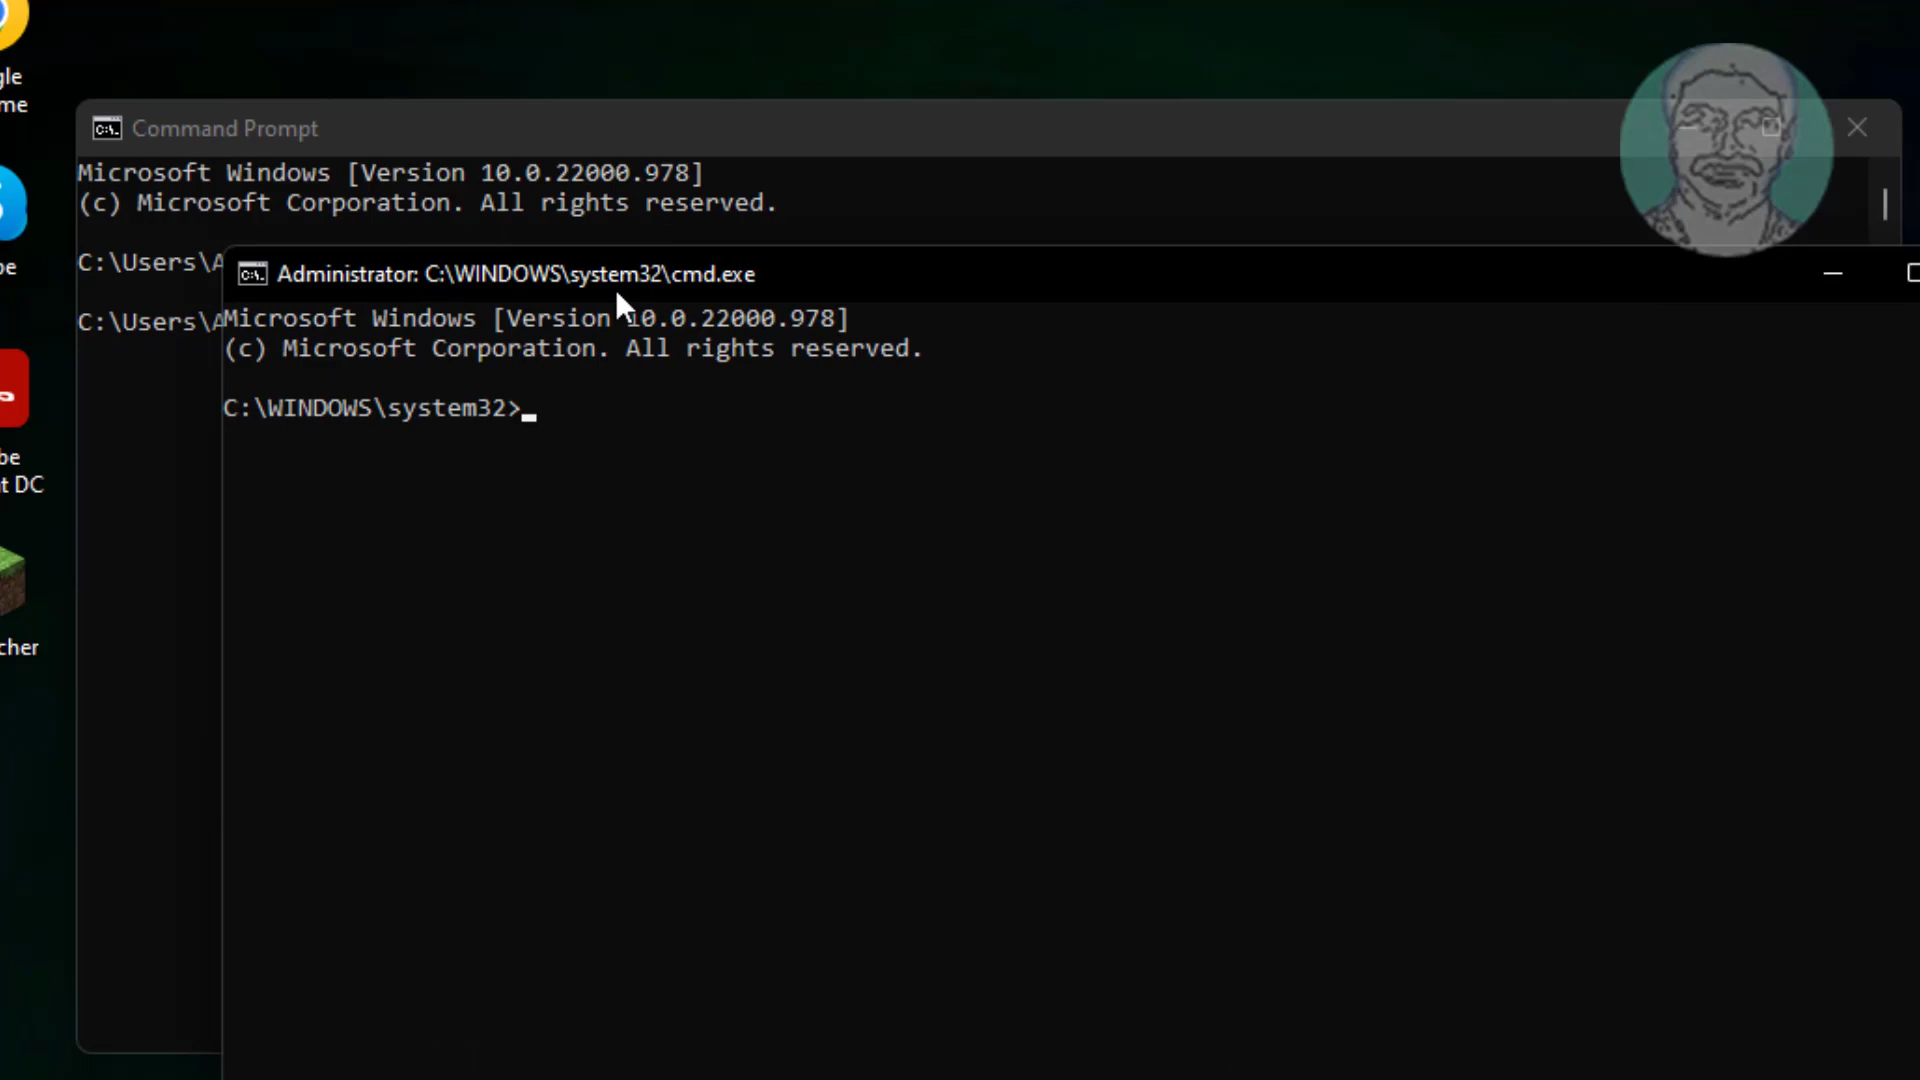 gle
me
Command Prompt
Microsoft Windows [Version 10.0.22000.978]
(c) Microsoft Corporation. All rights reserved.
C:\Users\A
C:\Users\A
be
Administrator: C:\WINDOWS\system32\cmd.exe
Microsoft Windows [Version 10.0.22000.978]
(c) Microsoft Corporation. All rights reserved.
C:\WINDOWS\system32>
be
t DC
cher